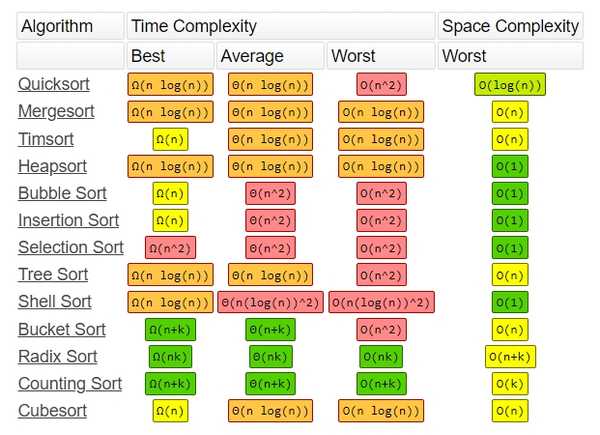 Algorithm Time Complexity Space Complexity
Best Average Worst Worst
Quicksort Ω(n log(n)) Θ(n log(n)) O(n^2) O(log(n))
Mergesort Ω(n log(n)) Θ(n log(n)) O(n log(n)) O(n)
Timsort Ω(n) Θ(n log(n)) O(n log(n)) O(n)
Heapsort Ω(n log(n)) Θ(n log(n)) O(n log(n)) O(1)
Bubble Sort Ω(n) Θ(n^2) O(n^2) O(1)
Insertion Sort Ω(n) Θ(n^2) O(n^2) O(1)
Selection Sort Ω(n^2) Θ(n^2) O(n^2) O(1)
Tree Sort Ω(n log(n)) Θ(n log(n)) O(n^2) O(n)
Shell Sort Ω(n log(n)) Θ(n(log(n))^2) O(n(log(n))^2) O(1)
Bucket Sort Ω(n+k) Θ(n+k) O(n^2) O(n)
Radix Sort Ω(nk) Θ(nk) O(nk) O(n+k)
Counting Sort Ω(n+k) Θ(n+k) O(n+k) O(k)
Cubesort Ω(n) Θ(n log(n)) O(n log(n)) O(n)